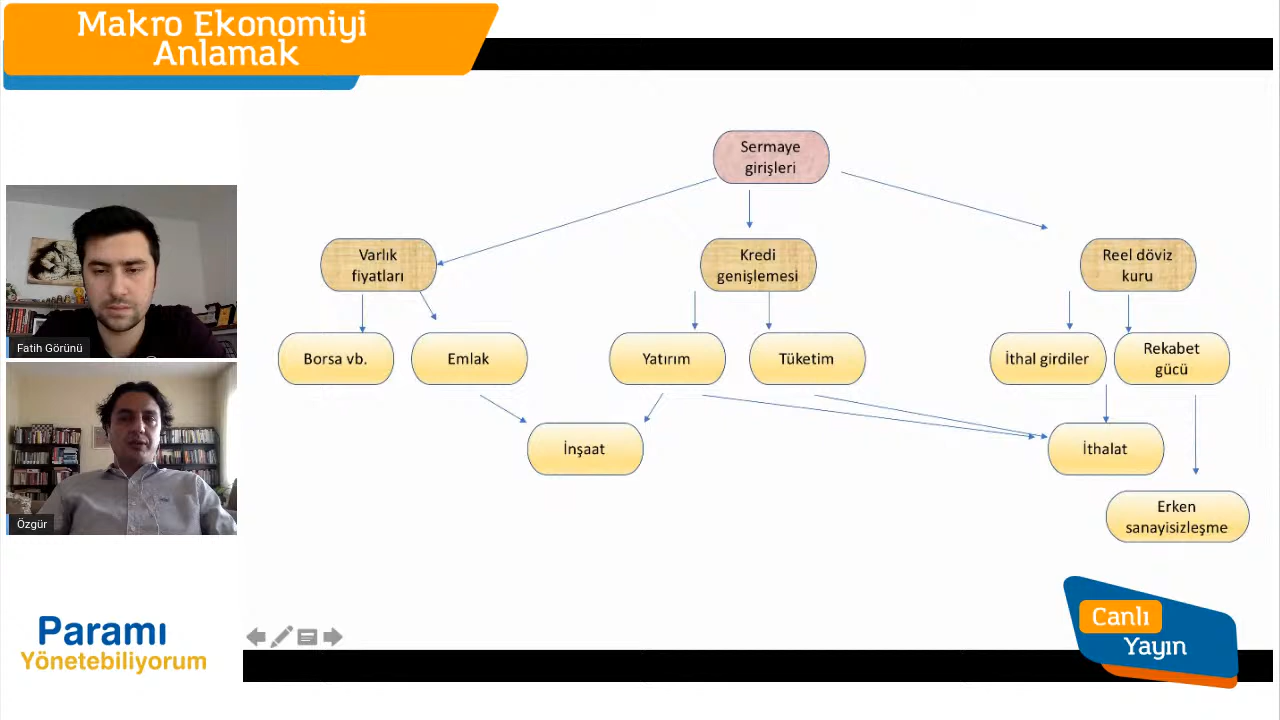 Makro Ekonomiyi
Anlamak
Sermaye
girişleri
Varlık
fiyatları
Kredi
genişlemesi
Reel döviz
kuru
Borsa vb.
Emlak
Yatırım
Tüketim
İthal girdiler
Rekabet
gücü
İnşaat
İthalat
Erken
sanayisizleşme
Fatih Görünü
Özgür
Paramı
Yönetebiliyorum
Canlı
Yayın